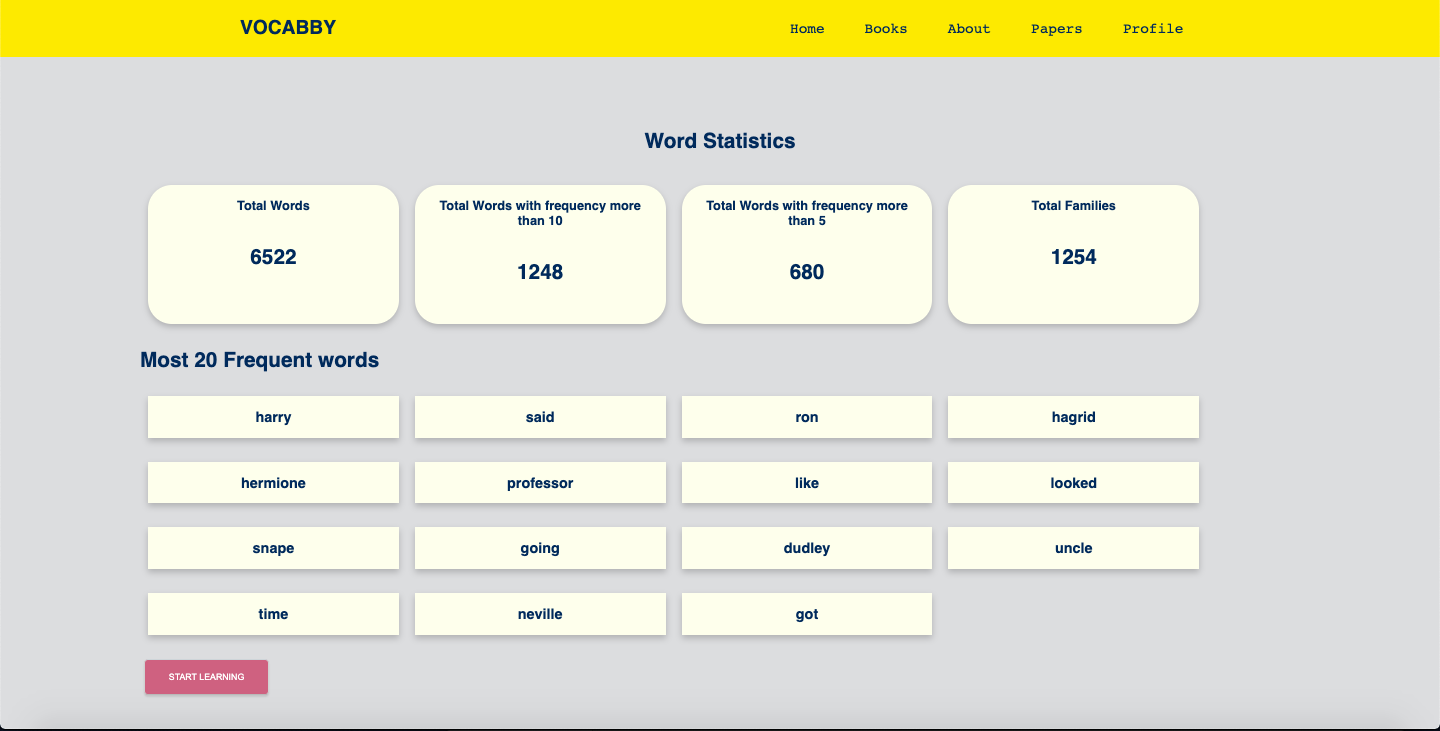 VOCABBY
Home Books About Papers Profile
Word Statistics
Total Words
6522
Total Words with frequency more
than 10
1248
Total Words with frequency more
than 5
680
Total Families
1254
Most 20 Frequent words
harry said ron hagrid
hermione professor like looked
snape going dudley uncle
time neville got
START LEARNING